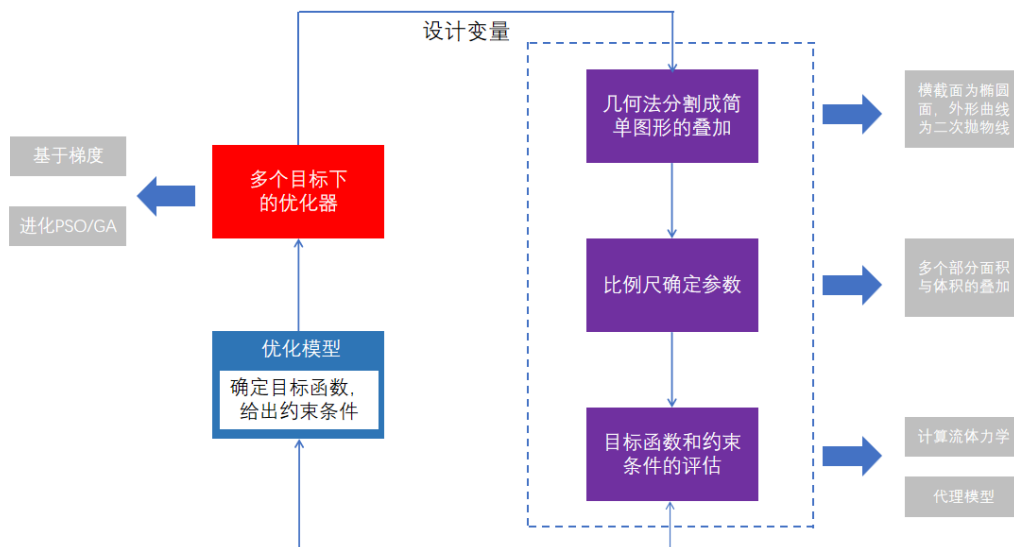 设计变量
几何法分割成简
单图形的叠加
横截面为椭圆
面，外形曲线
为二次抛物线
基于梯度
进化PSO/GA
多个目标下
的优化器
比例尺确定参数
多个部分面积
与体积的叠加
优化模型
确定目标函数，
给出约束条件
目标函数和约束
条件的评估
计算流体力学
代理模型